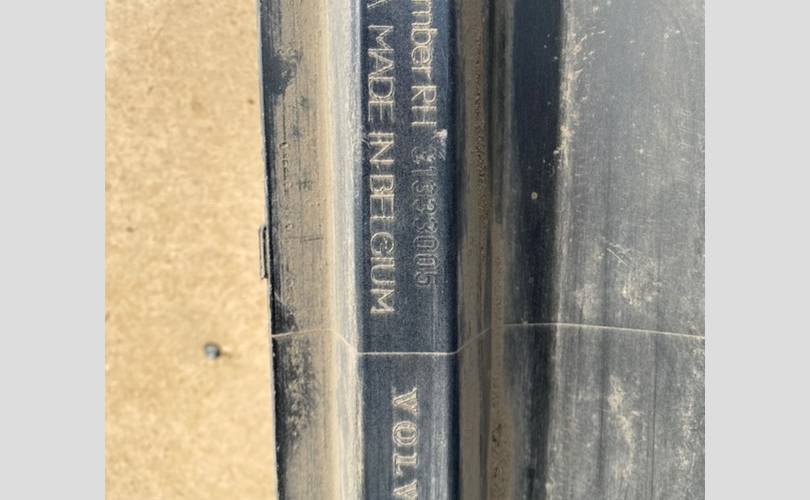 mber RH 31333005
MADE IN BELGIUM
VOLV